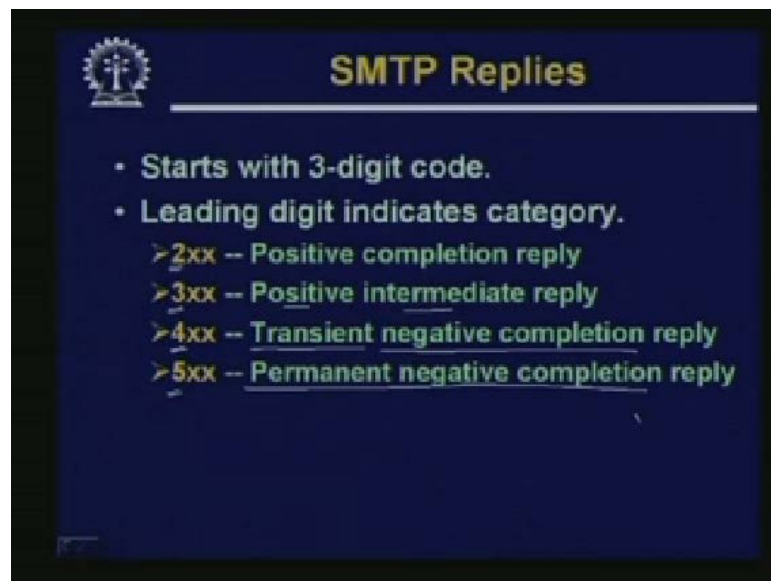 SMTP Replies
• Starts with 3-digit code.
• Leading digit indicates category.
➢2xx -- Positive completion reply
➢3xx -- Positive intermediate reply
➢4xx -- Transient negative completion reply
➢5xx -- Permanent negative completion reply